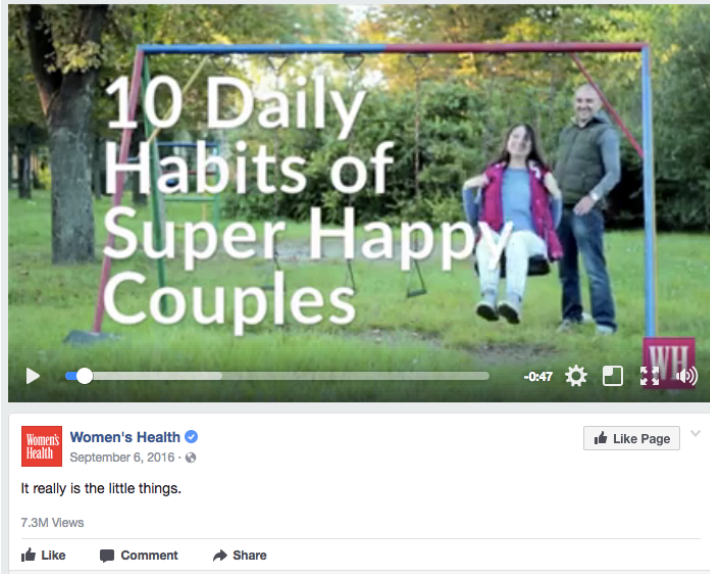 10 Daily
Habits of
Super Happy
Couples
-0:47
WH
Women's
Health
Women's Health
Like Page
September 6, 2016 ·
It really is the little things.
7.3M Views
Like
Comment
Share